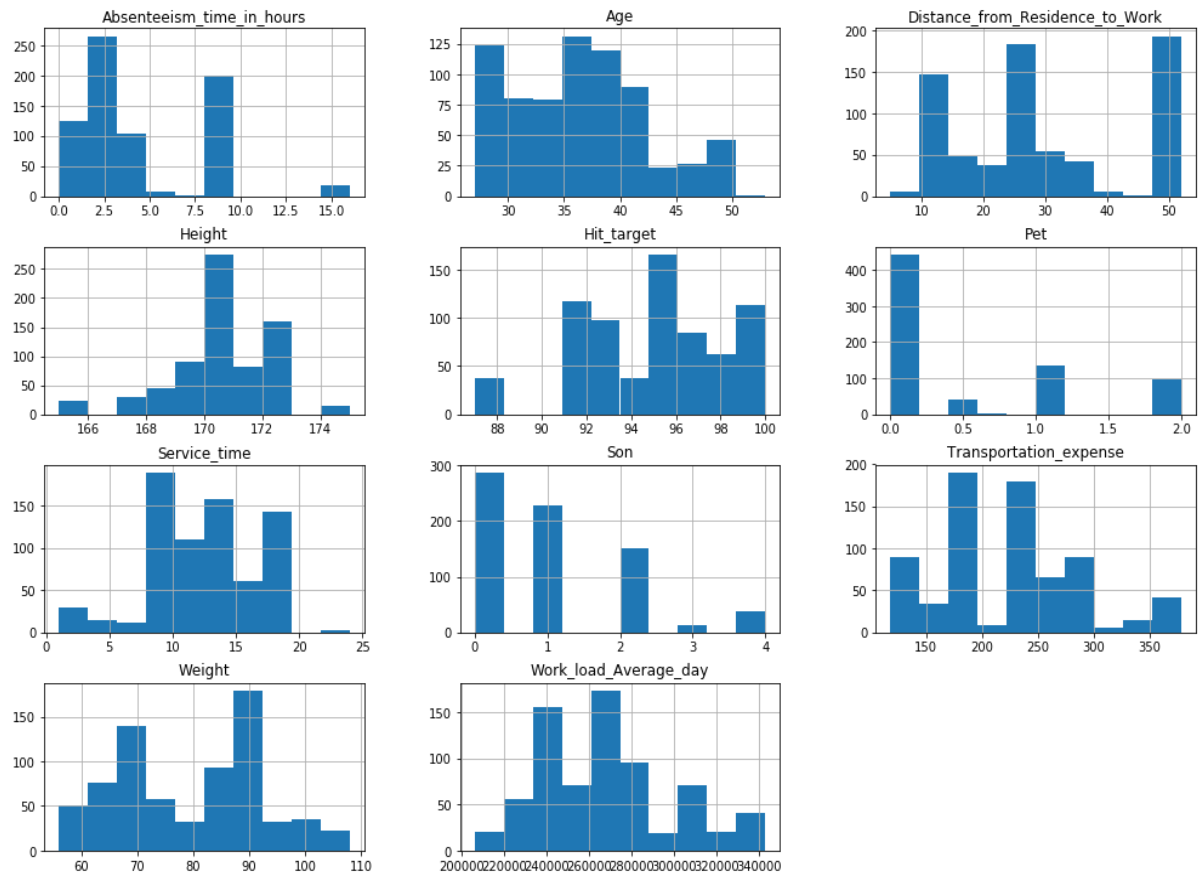 Absenteeism_time_in_hours
250
200
150
100
50
0
0.0 2.5 5.0 7.5 10.0 12.5 15.0
Age
125
100
75
50
25
0
30 35 40 45 50
Distance_from_Residence_to_Work
200
150
100
50
0
10 20 30 40 50
Height
250
200
150
100
50
0
166 168 170 172 174
Hit_target
150
100
50
0
88 90 92 94 96 98 100
Pet
400
300
200
100
0
0.0 0.5 1.0 1.5 2.0
Service_time
150
100
50
0
0 5 10 15 20 25
Son
300
200
100
0
0 1 2 3 4
Transportation_expense
200
150
100
50
0
150 200 250 300 350
Weight
150
100
50
0
60 70 80 90 100 110
Work_load_Average_day
150
100
50
0
200000 220000 240000 260000 280000 300000 320000 340000